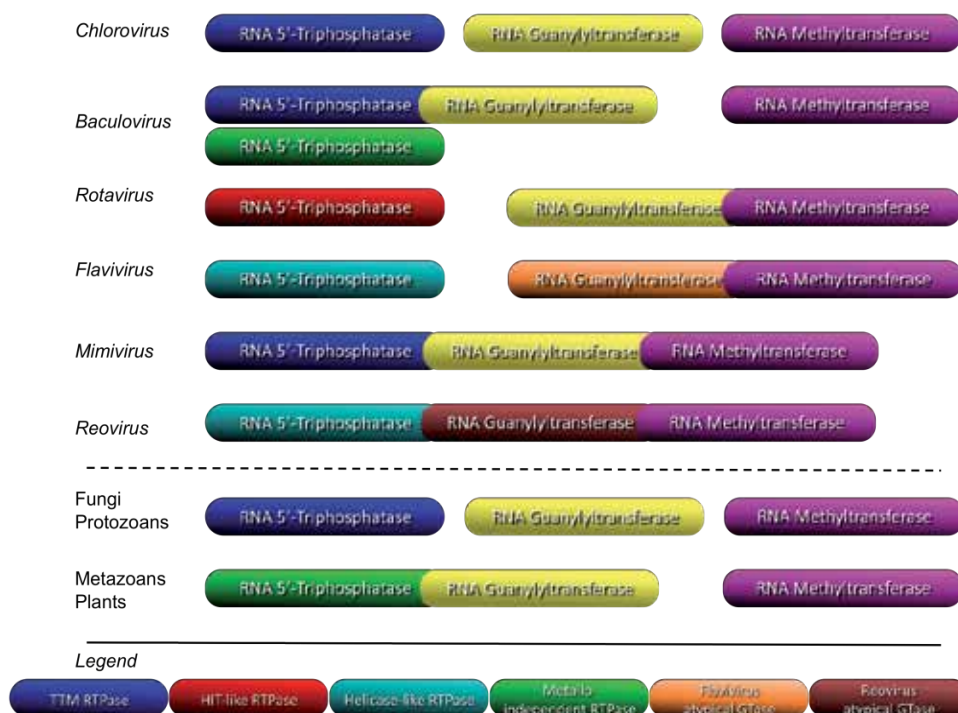 Chlorovirus
RNA 5'-Triphosphatase RNA Guanylyltransferase RNA Methyltransferase
Baculovirus
RNA 5'-Triphosphatase RNA Guanylyltransferase RNA Methyltransferase
RNA 5'-Triphosphatase
Rotavirus
RNA 5'-Triphosphatase RNA Guanylyltransferase RNA Methyltransferase
Flavivirus
RNA 5'-Triphosphatase RNA Guanylyltransferase RNA Methyltransferase
Mimivirus
RNA 5'-Triphosphatase RNA Guanylyltransferase RNA Methyltransferase
Reovirus
RNA 5'-Triphosphatase RNA Guanylyltransferase RNA Methyltransferase
Fungi
Protozoans
RNA 5'-Triphosphatase RNA Guanylyltransferase RNA Methyltransferase
Metazoans
Plants
RNA 5'-Triphosphatase RNA Guanylyltransferase RNA Methyltransferase
Legend
TTM RTPase
HIT-like RTPase
Helicase-like RTPase
Metallo
independent RTPase
Flavivirus
atypical GTase
Reovirus
atypical GTase